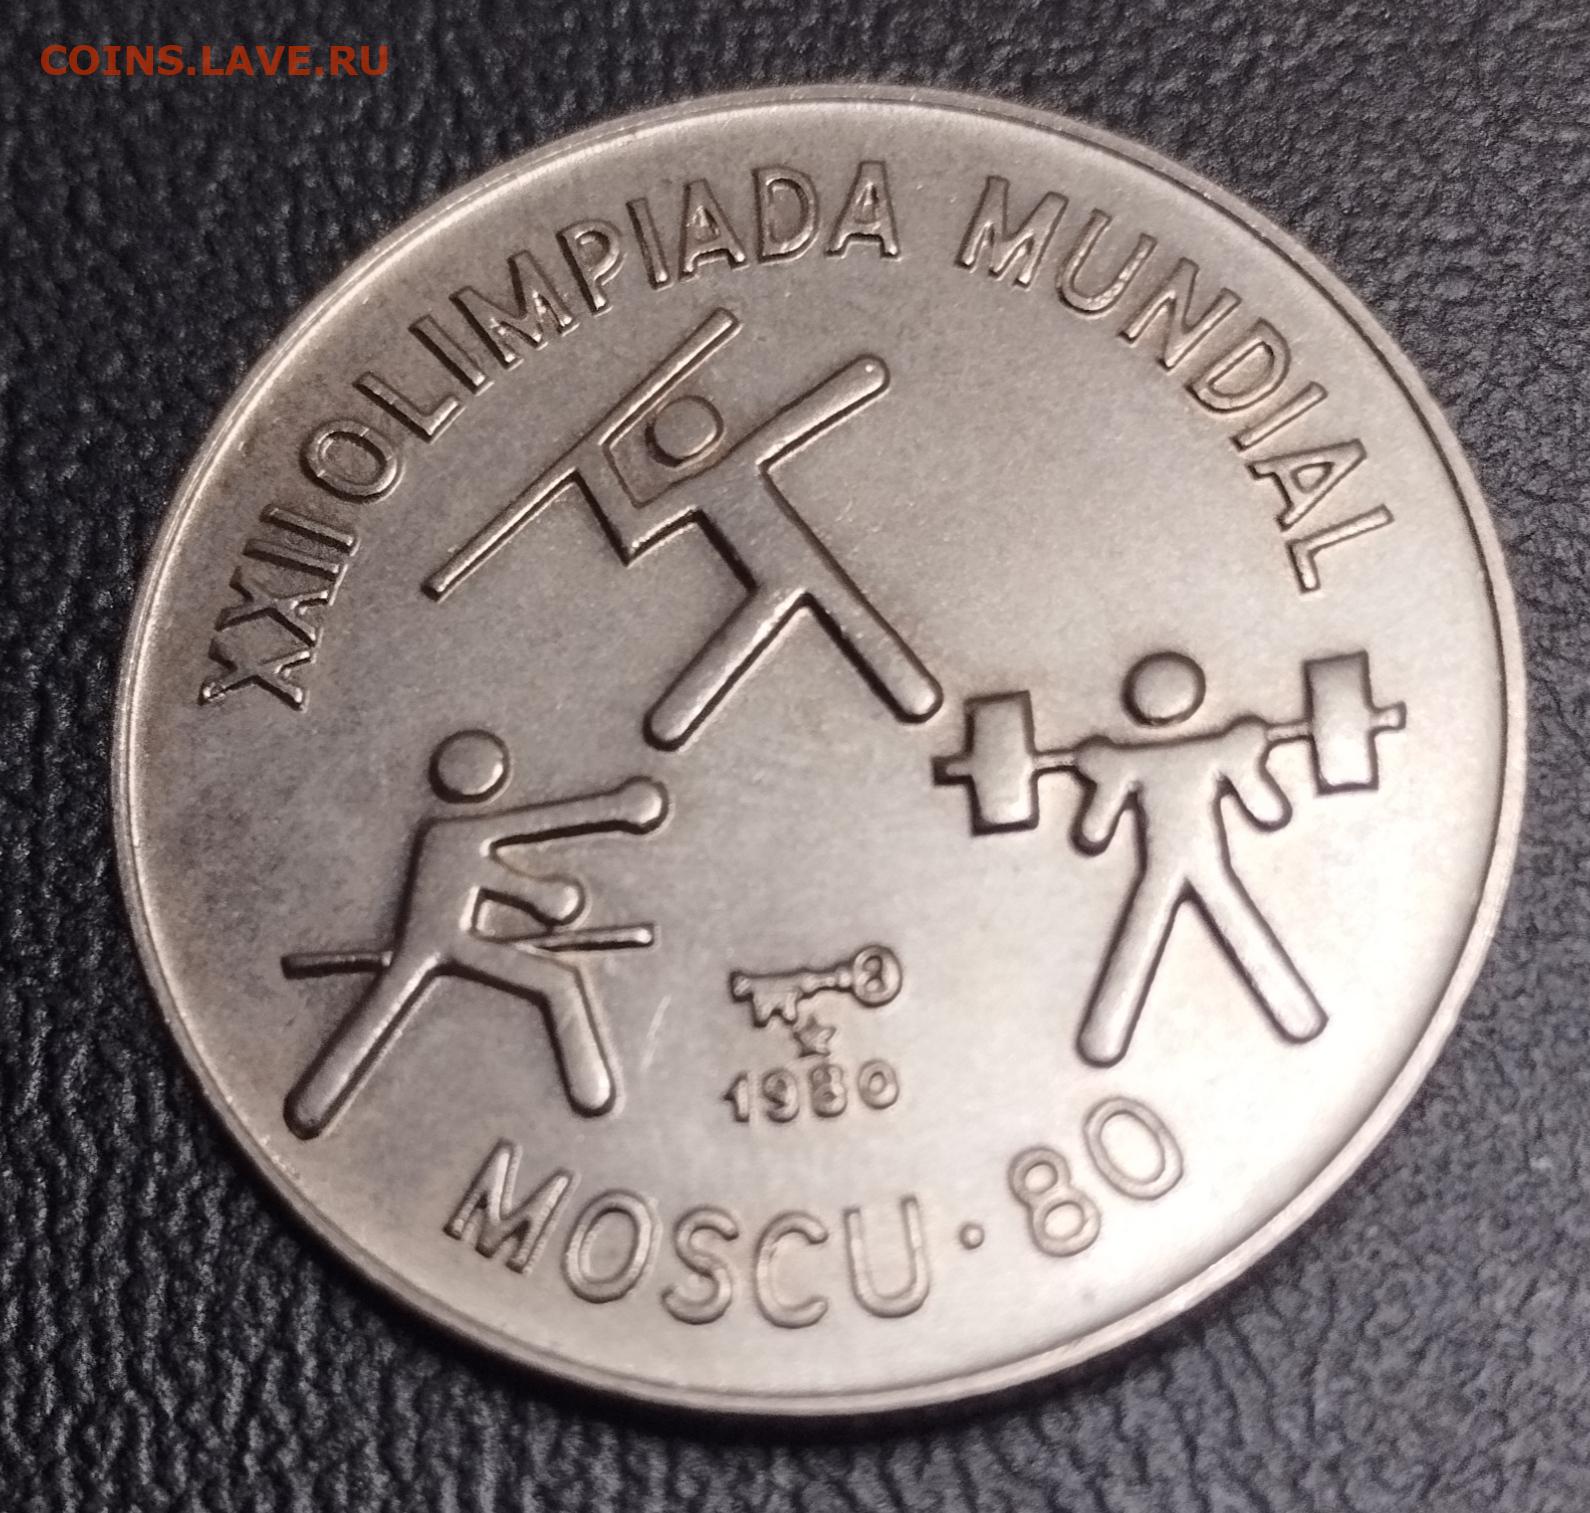 COINS.LAVE.RU
XXII OLIMPIADA MUNDIAL
1980
MOSCU · 80